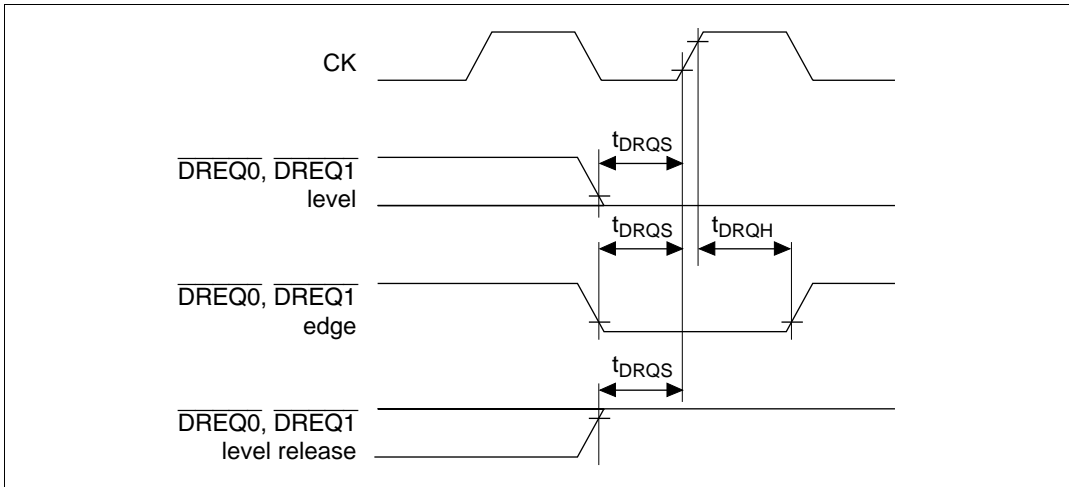 CK
tDRQS
DREQ0, DREQ1
level
tDRQS tDRQH
DREQ0, DREQ1
edge
tDRQS
DREQ0, DREQ1
level release